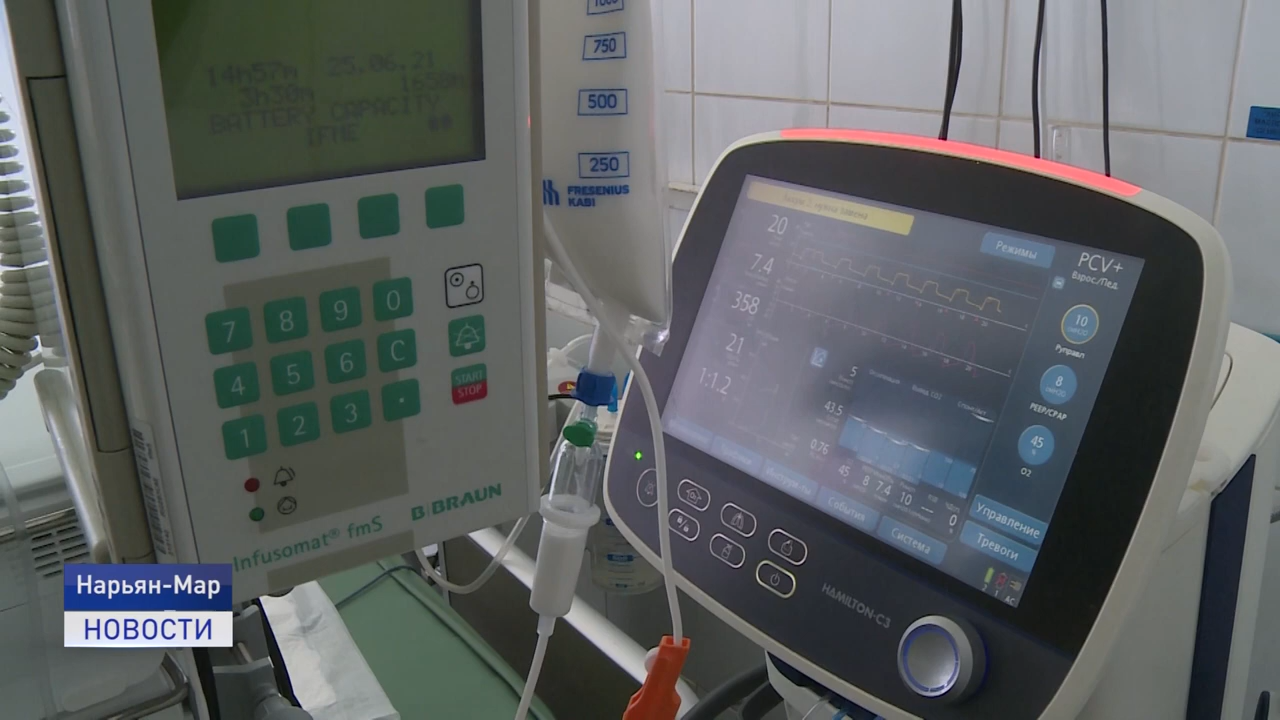 14h57m 25.06.21
3h30m 1650m
BATTERY CAPACITY
7 8 9 0
4 5 6 C
1 2 3 .
START
STOP
B|BRAUN
Infusomat® fmS
1000
750
500
250
FRESENIUS
KABI
20
7.4
358
21
1:1.2
Режимы
PCV+
Взрос./Пед
10
Pуправл
8
PEEP/CPAP
45
O2
5
43.5
0.76
45 8 7.4 10 0
События
Система
Управление
Тревоги
HAMILTON-C3
Нарьян-Мар
НОВОСТИ